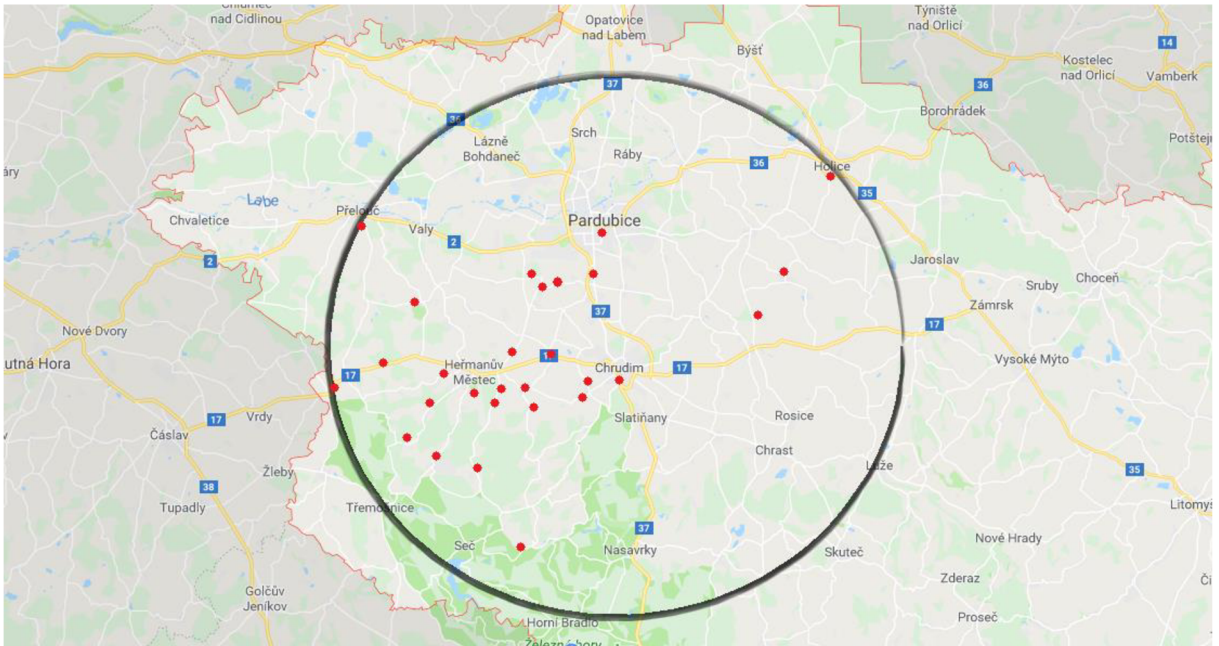 nad Cidlinou
Opatovice
nad Labem
Týniště
nad Orlicí
Býšť
14
Kostelec
nad Orlicí
Vamberk
37
36
Borohrádek
36
Srch
Lázně
Bohdaneč
Ráby
36
Holice
35
Labe
Přelouč
Chvaletice
Valy
2
Pardubice
2
Jaroslav
Sruby
Choceň
Zámrsk
37
17
Nové Dvory
utná Hora
17
Heřmanův
Městec
Chrudim
17
Vysoké Mýto
17
Vrdy
Čáslav
Slatiňany
Rosice
Chrast
Luže
35
Žleby
38
Tupadly
Třemošnice
Litomyš
37
Seč
Nasavrky
Skuteč
Nové Hrady
Zderaz
Golčův
Jeníkov
Proseč
Horní Bradlo
Železné hory